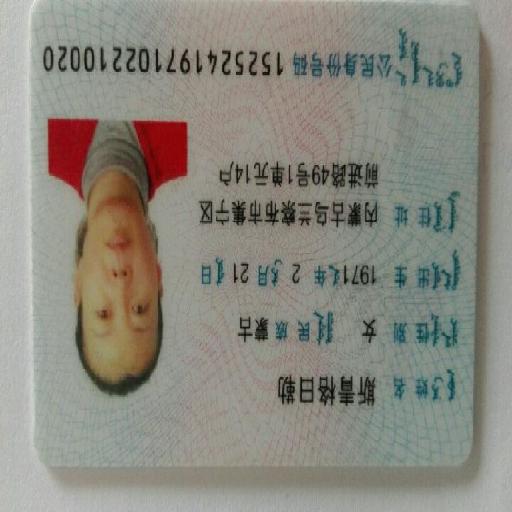 姓名 斯青格日勒
性别 女 民族 蒙古
出生 1971 年 2 月 21 日
住址 内蒙古乌兰察布市集宁区
前进路49号1单元14户
公民身份号码 152524197102210020